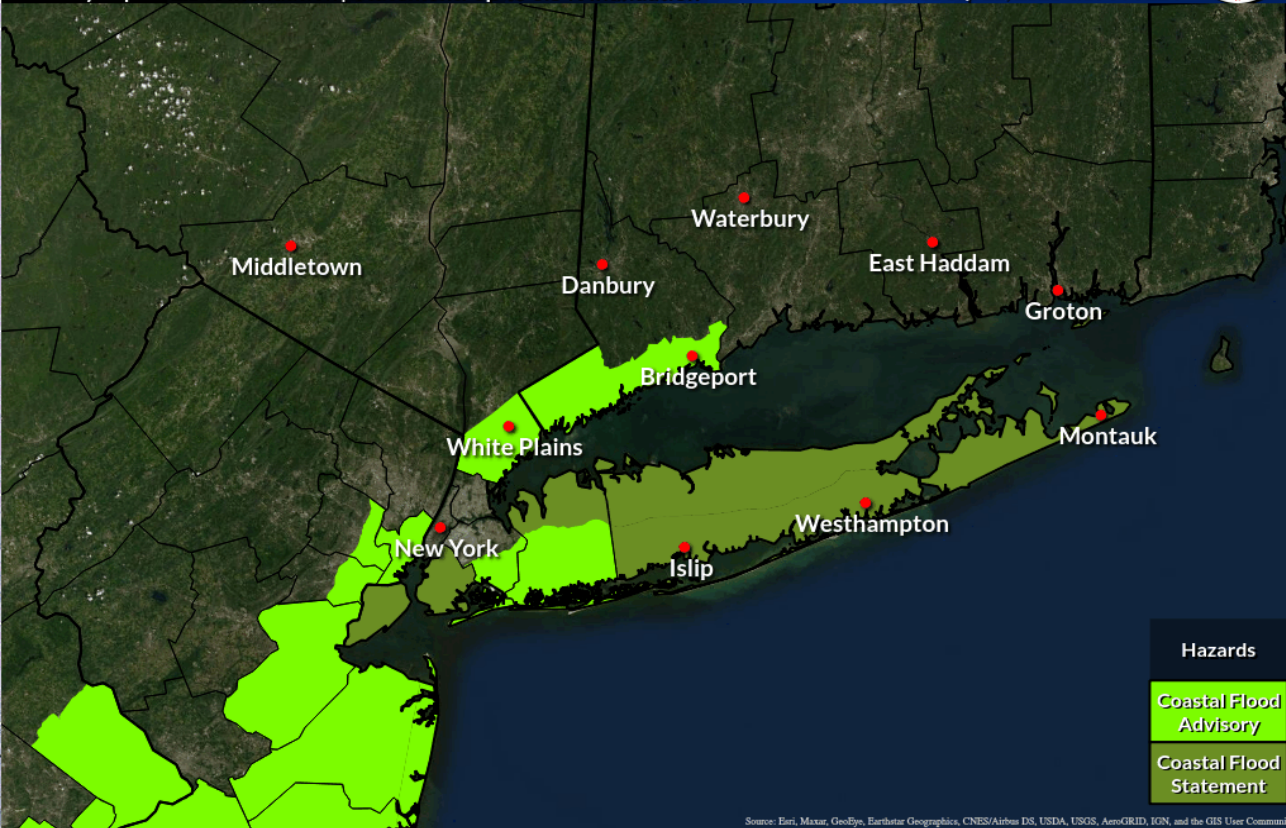 Waterbury
Middletown
East Haddam
Danbury
Groton
Bridgeport
White Plains
Montauk
New York
Westhampton
Islip
Hazards
Coastal Flood
Advisory
Coastal Flood
Statement
Source: Esri, Maxar, GeoEye, Earthstar Geographics, CNES/Airbus DS, USDA, USGS, AeroGRID, IGN, and the GIS User